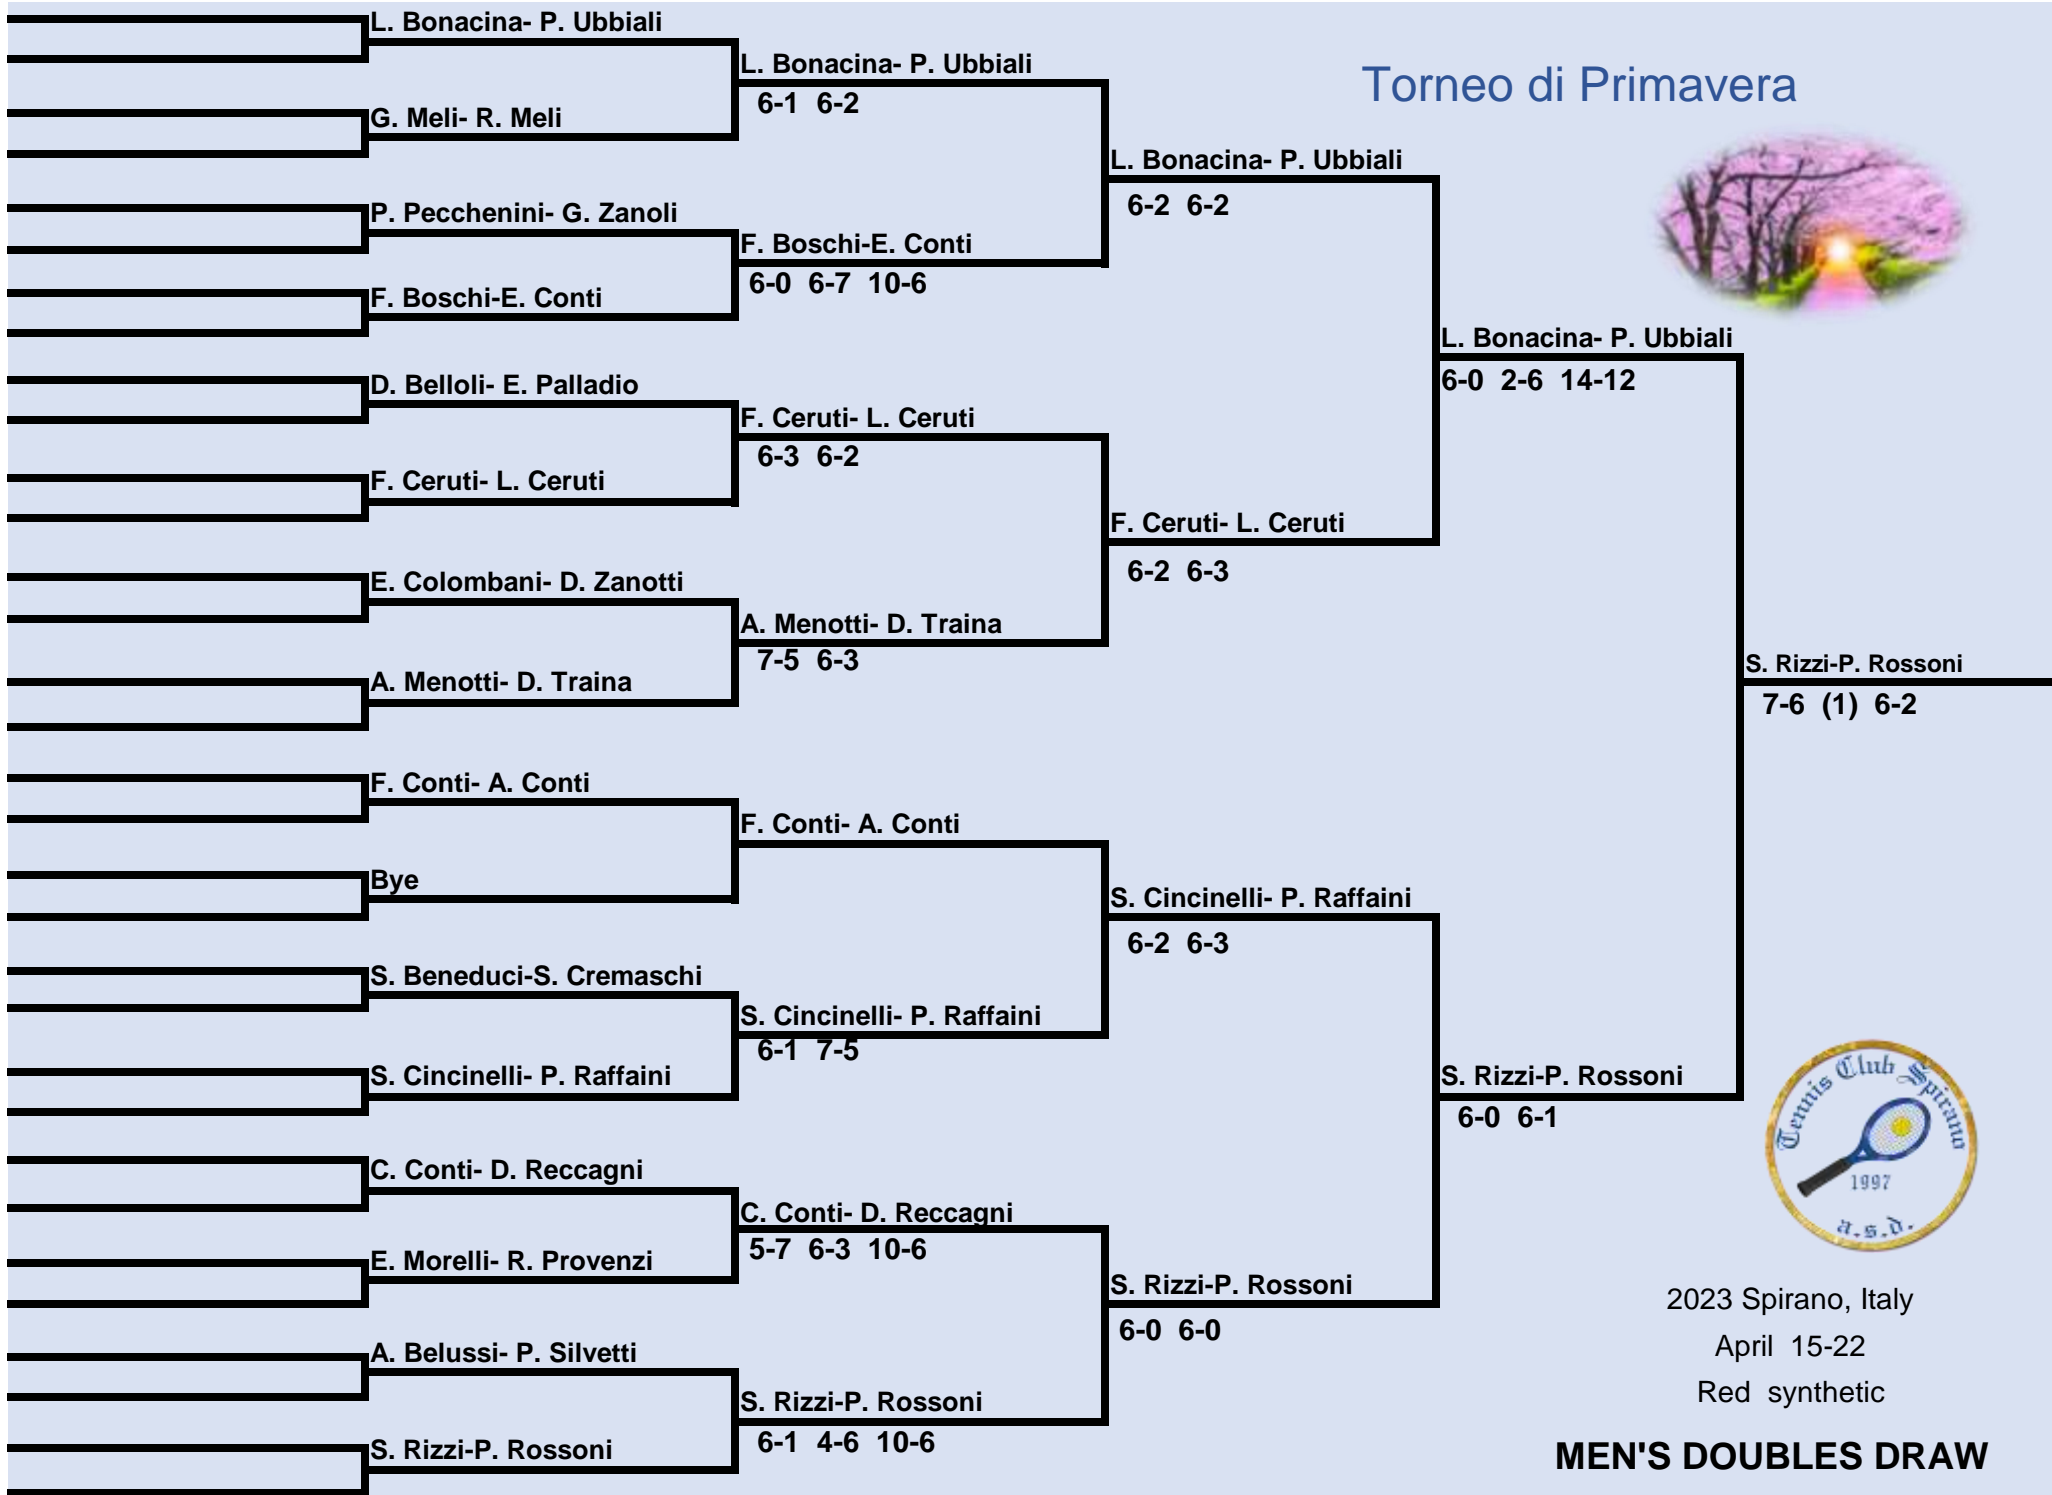 L. Bonacina- P. Ubbiali
G. Meli- R. Meli
P. Pecchenini- G. Zanoli
F. Boschi-E. Conti
D. Belloli- E. Palladio
F. Ceruti- L. Ceruti
E. Colombani- D. Zanotti
A. Menotti- D. Traina
F. Conti- A. Conti
Bye
S. Beneduci-S. Cremaschi
S. Cincinelli- P. Raffaini
C. Conti- D. Reccagni
E. Morelli- R. Provenzi
A. Belussi- P. Silvetti
S. Rizzi-P. Rossoni
L. Bonacina- P. Ubbiali
6-1 6-2
F. Boschi-E. Conti
6-0 6-7 10-6
F. Ceruti- L. Ceruti
6-3 6-2
A. Menotti- D. Traina
7-5 6-3
F. Conti- A. Conti
S. Cincinelli- P. Raffaini
6-1 7-5
C. Conti- D. Reccagni
5-7 6-3 10-6
S. Rizzi-P. Rossoni
6-1 4-6 10-6
L. Bonacina- P. Ubbiali
6-2 6-2
F. Ceruti- L. Ceruti
6-2 6-3
S. Cincinelli- P. Raffaini
6-2 6-3
S. Rizzi-P. Rossoni
6-0 6-0
L. Bonacina- P. Ubbiali
6-0 2-6 14-12
S. Rizzi-P. Rossoni
6-0 6-1
S. Rizzi-P. Rossoni
7-6 (1) 6-2
Torneo di Primavera
Tennis Club Spirano
1997
a.s.d.
2023 Spirano, Italy
April 15-22
Red synthetic
MEN'S DOUBLES DRAW